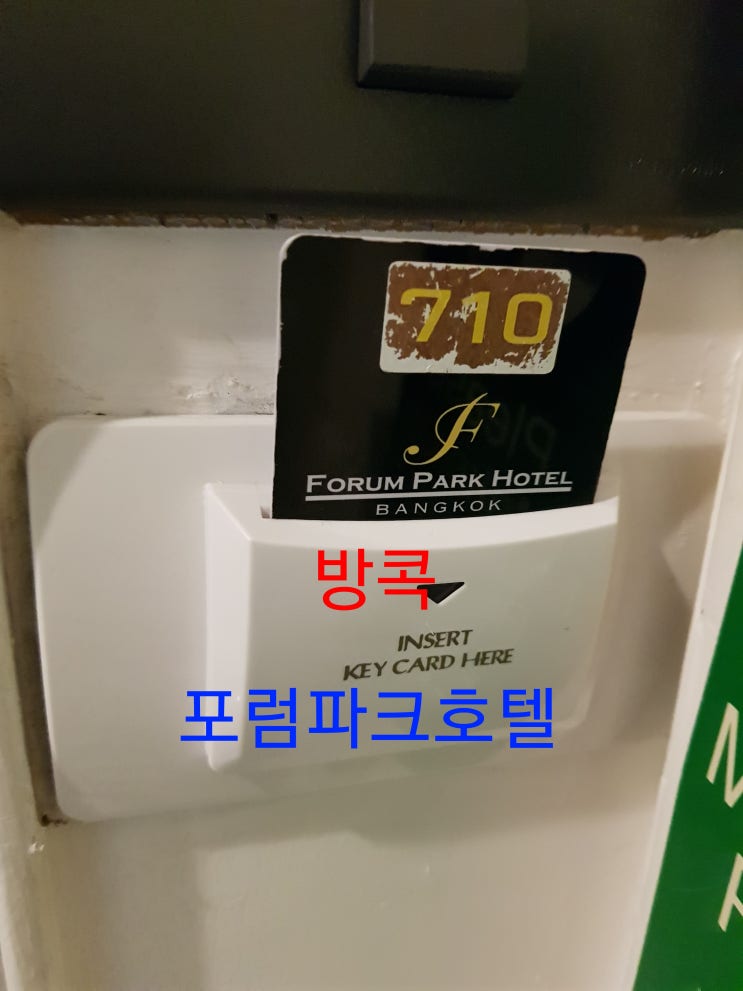 710
F
FORUM PARK HOTEL
BANGKOK
방콕
INSERT
KEY CARD HERE
포럼파크호텔